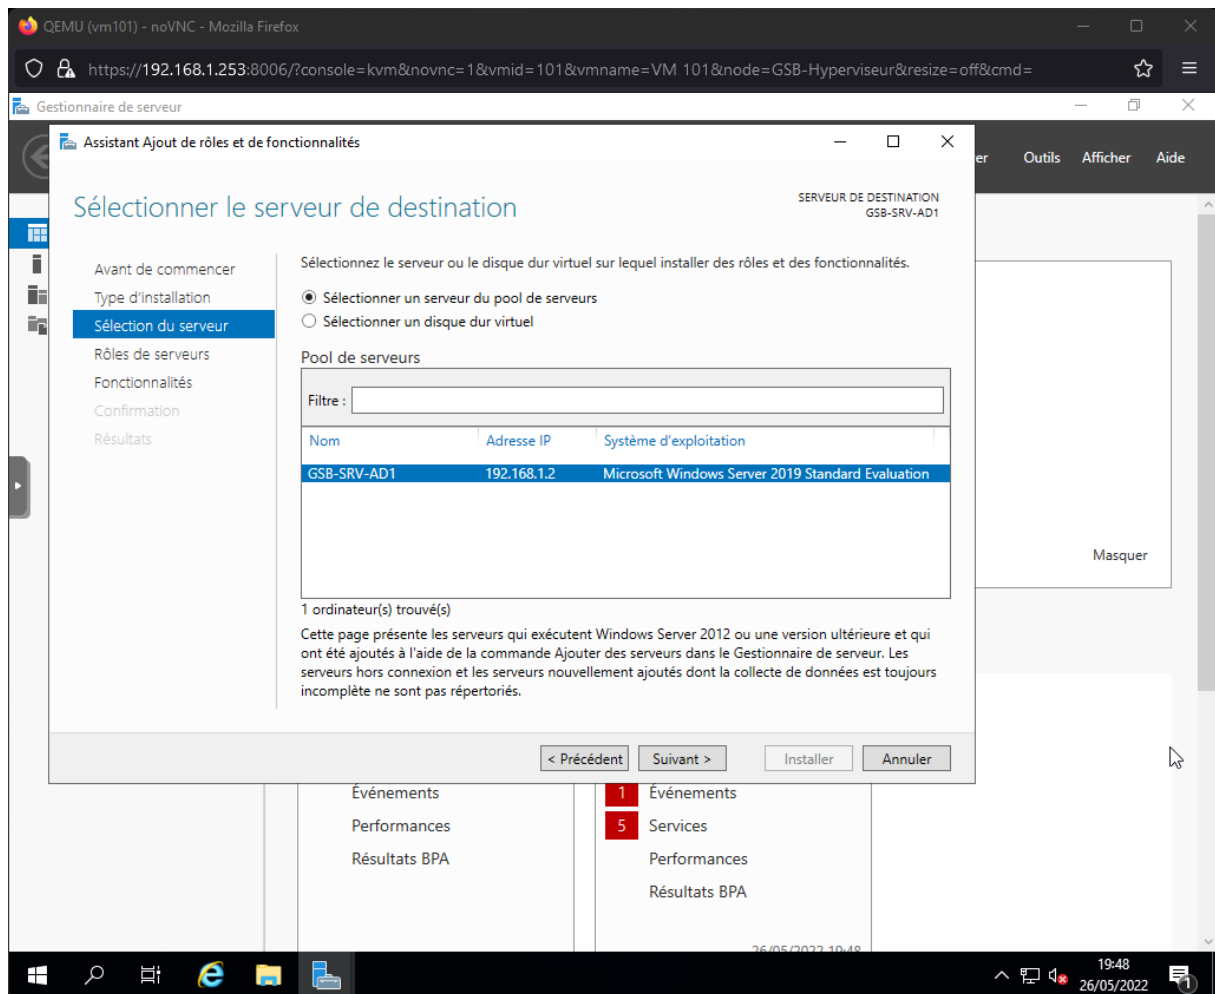 QEMU (vm101) - noVNC - Mozilla Firefox
https://192.168.1.253:8006/?console=kvm&novnc=1&vmid=101&vmname=VM 101&node=GSB-Hyperviseur&resize=off&cmd=
Gestionnaire de serveur
Assistant Ajout de rôles et de fonctionnalités
er Outils Afficher Aide
Sélectionner le serveur de destination
SERVEUR DE DESTINATION
GSB-SRV-AD1
Avant de commencer
Type d'installation
Sélection du serveur
Rôles de serveurs
Fonctionnalités
Confirmation
Résultats
Sélectionnez le serveur ou le disque dur virtuel sur lequel installer des rôles et des fonctionnalités.
Sélectionner un serveur du pool de serveurs
Sélectionner un disque dur virtuel
Pool de serveurs
Filtre :
Nom Adresse IP Système d'exploitation
GSB-SRV-AD1 192.168.1.2 Microsoft Windows Server 2019 Standard Evaluation
1 ordinateur(s) trouvé(s)
Cette page présente les serveurs qui exécutent Windows Server 2012 ou une version ultérieure et qui
ont été ajoutés à l'aide de la commande Ajouter des serveurs dans le Gestionnaire de serveur. Les
serveurs hors connexion et les serveurs nouvellement ajoutés dont la collecte de données est toujours
incomplète ne sont pas répertoriés.
Masquer
< Précédent Suivant > Installer Annuler
Événements
Performances
Résultats BPA
1 Événements
5 Services
Performances
Résultats BPA
26/05/2022 19:48
19:48
26/05/2022
1